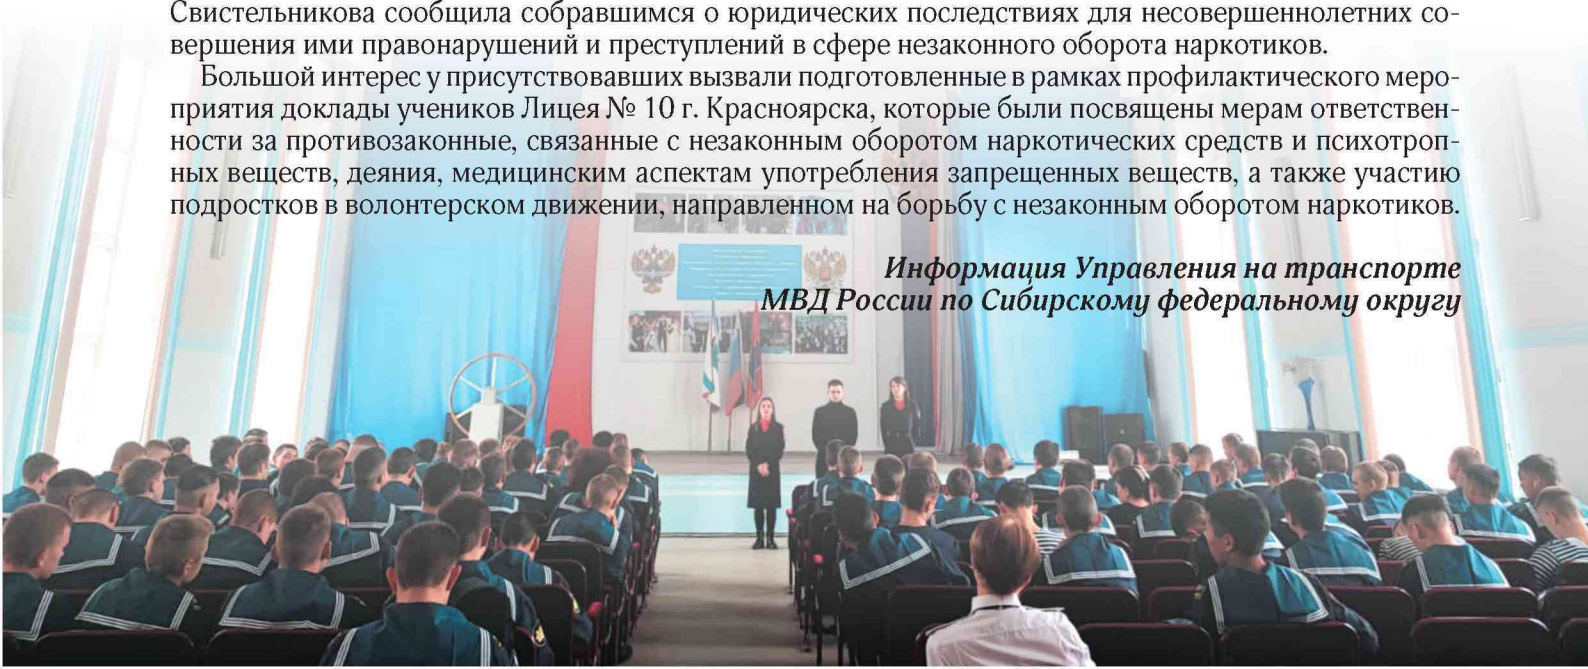 Свистельникова сообщила собравшимся о юридических последствиях для несовершеннолетних со-
вершения ими правонарушений и преступлений в сфере незаконного оборота наркотиков.
Большой интерес у присутствовавших вызвали подготовленные в рамках профилактического меро-
приятия доклады учеников Лицея № 10 г. Красноярска, которые были посвящены мерам ответствен-
ности за противозаконные, связанные с незаконным оборотом наркотических средств и психотроп-
ных веществ, деяния, медицинским аспектам употребления запрещенных веществ, а также участию
подростков в волонтерском движении, направленном на борьбу с незаконным оборотом наркотиков.
Информация Управления на транспорте
МВД России по Сибирскому федеральному округу